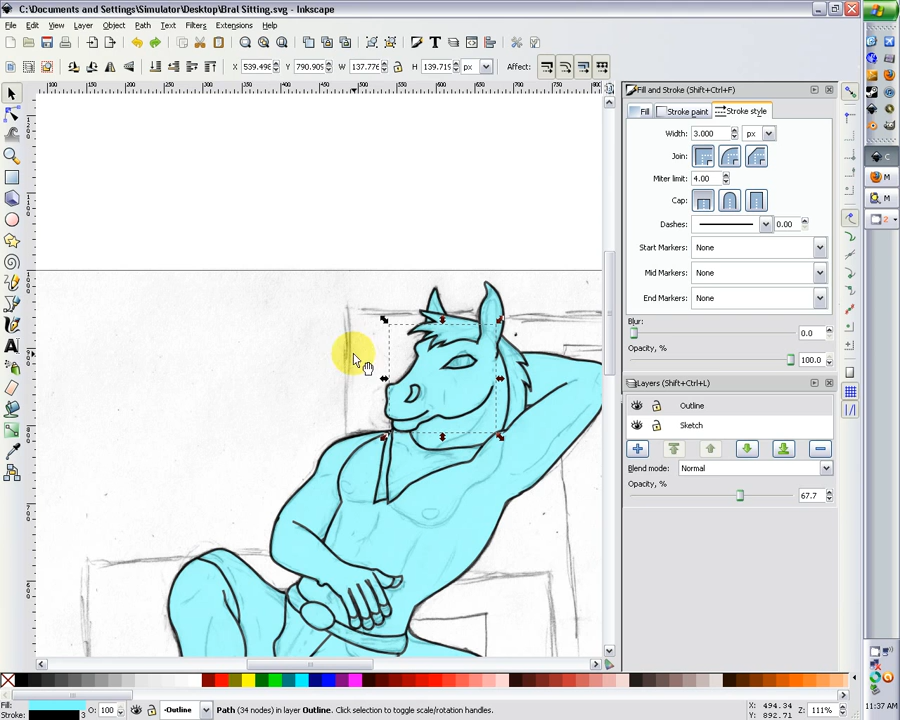 C:\Documents and Settings\Simulator\Desktop\Bral Sitting.svg - Inkscape
File Edit View Layer Object Path Text Filters Extensions Help
X 539.498 Y 790.909 W 137.776 H 139.719 px Affect:
Fill and Stroke (Shift+Ctrl+F)
Fill Stroke paint Stroke style
Width: 3.000 px
Join:
Miter limit: 4.00
Cap:
Dashes: 0.00
Start Markers: None
Mid Markers: None
End Markers: None
Blur:
0.0
Opacity, %
100.0
Layers (Shift+Ctrl+L)
Outline
Sketch
Blend mode: Normal
Opacity, %
67.7
Fill:
Stroke: 3
O: 100
Outline
Path (34 nodes) in layer Outline. Click selection to toggle scale/rotation handles.
X: 494.34
Y: 892.71
Z: 111%
11:37 AM